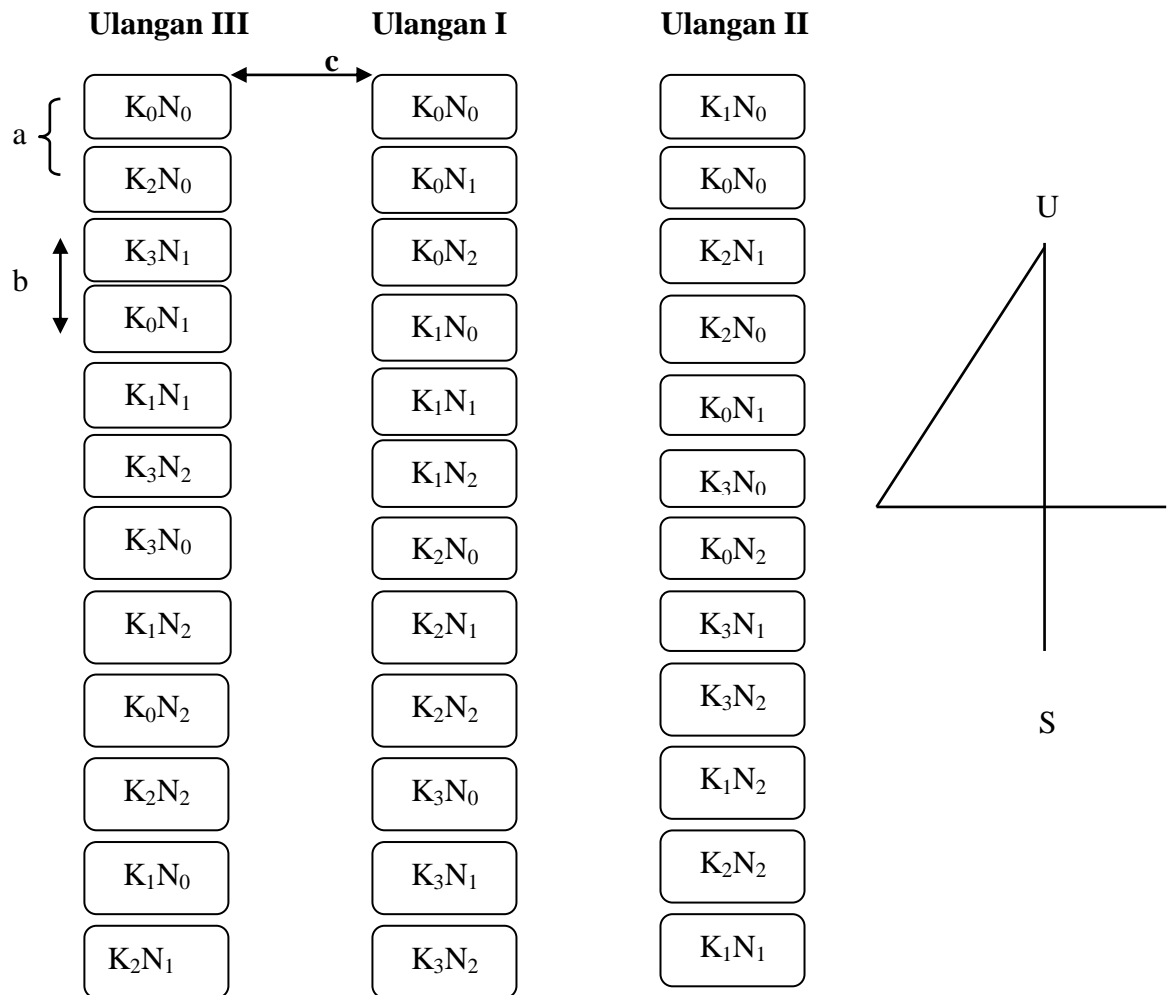 Ulangan III Ulangan I Ulangan II
c
K₀N₀ K₀N₀ K₁N₀
a
K₂N₀ K₀N₁ K₀N₀
U
K₃N₁ K₀N₂ K₂N₁
b
K₀N₁ K₁N₀ K₂N₀
K₁N₁ K₁N₁ K₀N₁
K₃N₂ K₁N₂ K₃N₀
K₃N₀ K₂N₀ K₀N₂
K₁N₂ K₂N₁ K₃N₁
K₀N₂ K₂N₂ K₃N₂
S
K₂N₂ K₃N₀ K₁N₂
K₁N₀ K₃N₁ K₂N₂
K₂N₁ K₃N₂ K₁N₁